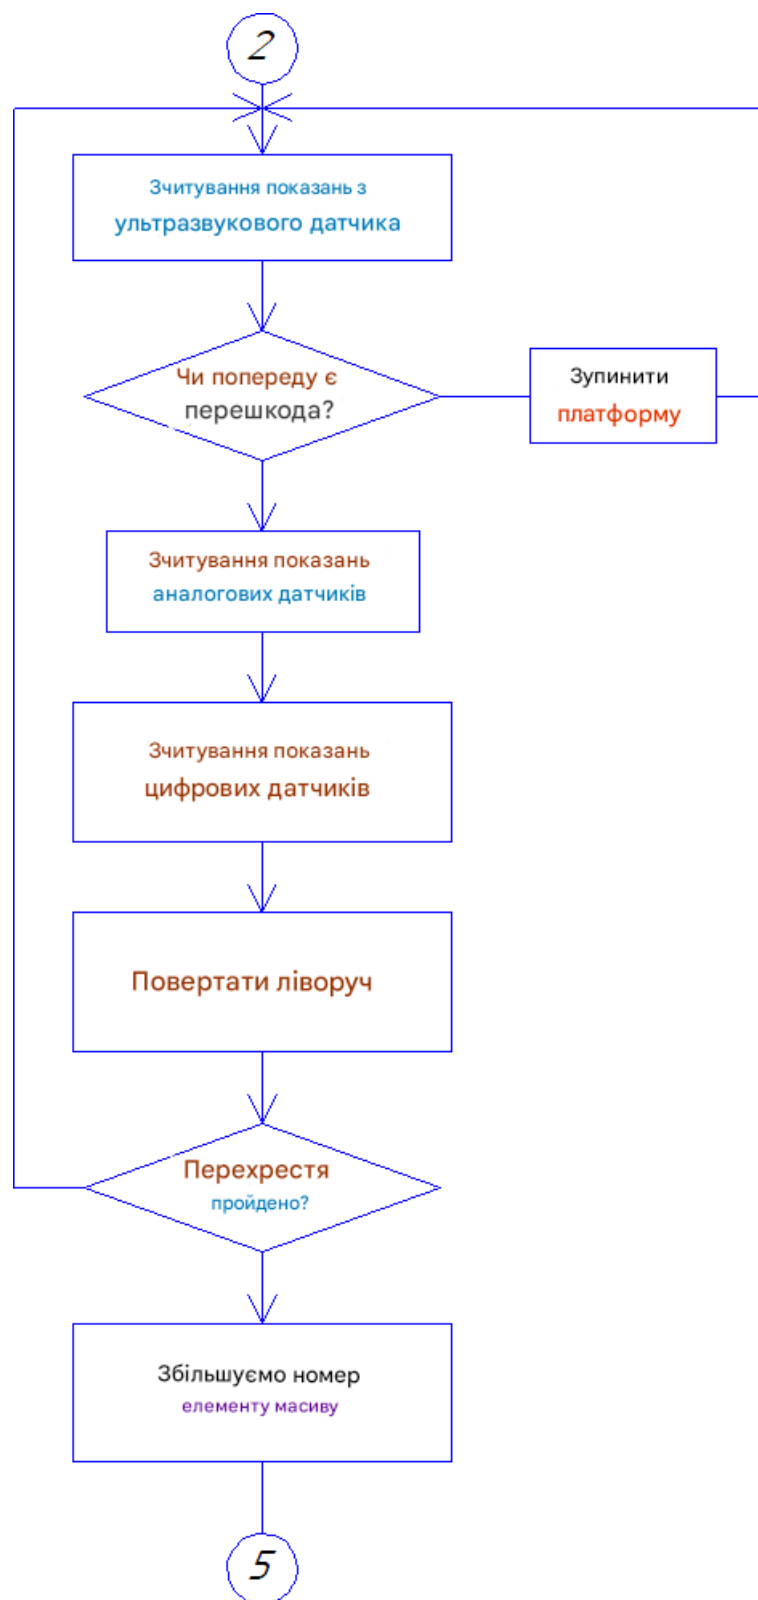 2
Зчитування показань з
ультразвукового датчика
Чи попереду є
перешкода?
Зупинити
платформу
Зчитування показань
аналогових датчиків
Зчитування показань
цифрових датчиків
Повертати ліворуч
Перехрестя
пройдено?
Збільшуємо номер
елементу масиву
5